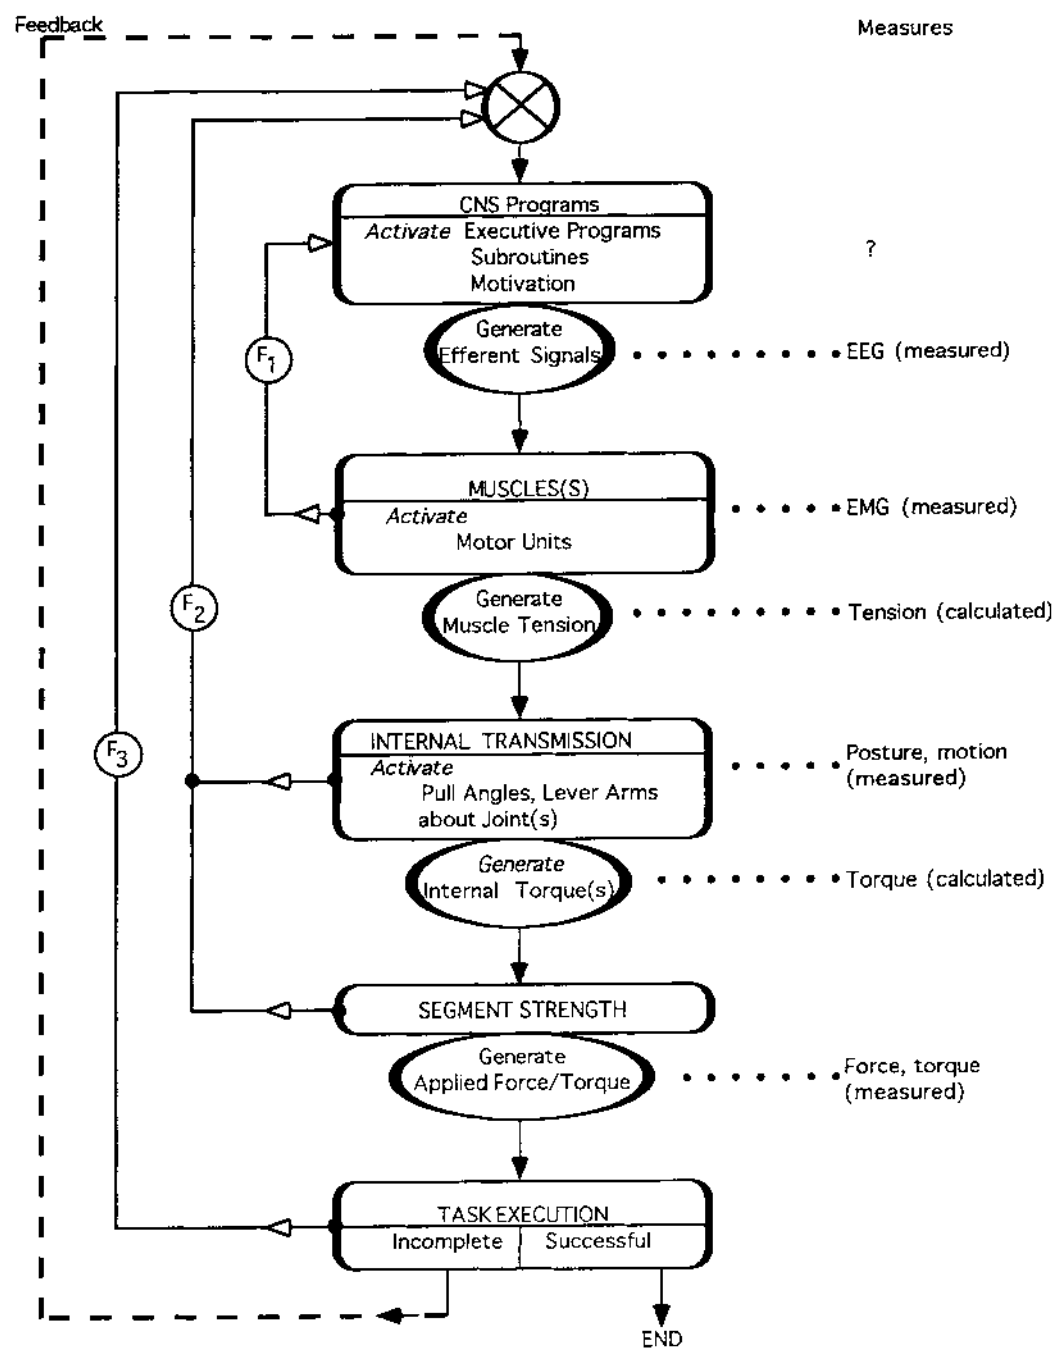 Feedback
Measures
CNS Programs
Activate Executive Programs
Subroutines
Motivation
?
Generate
Efferent Signals
EEG (measured)
F1
MUSCLES(S)
Activate
Motor Units
EMG (measured)
Generate
Muscle Tension
Tension (calculated)
F2
INTERNAL TRANSMISSION
Activate
Pull Angles, Lever Arms
about Joint(s)
Posture, motion
(measured)
F3
Generate
Internal Torque(s)
Torque (calculated)
SEGMENT STRENGTH
Generate
Applied Force/Torque
Force, torque
(measured)
TASK EXECUTION
Incomplete
Successful
END